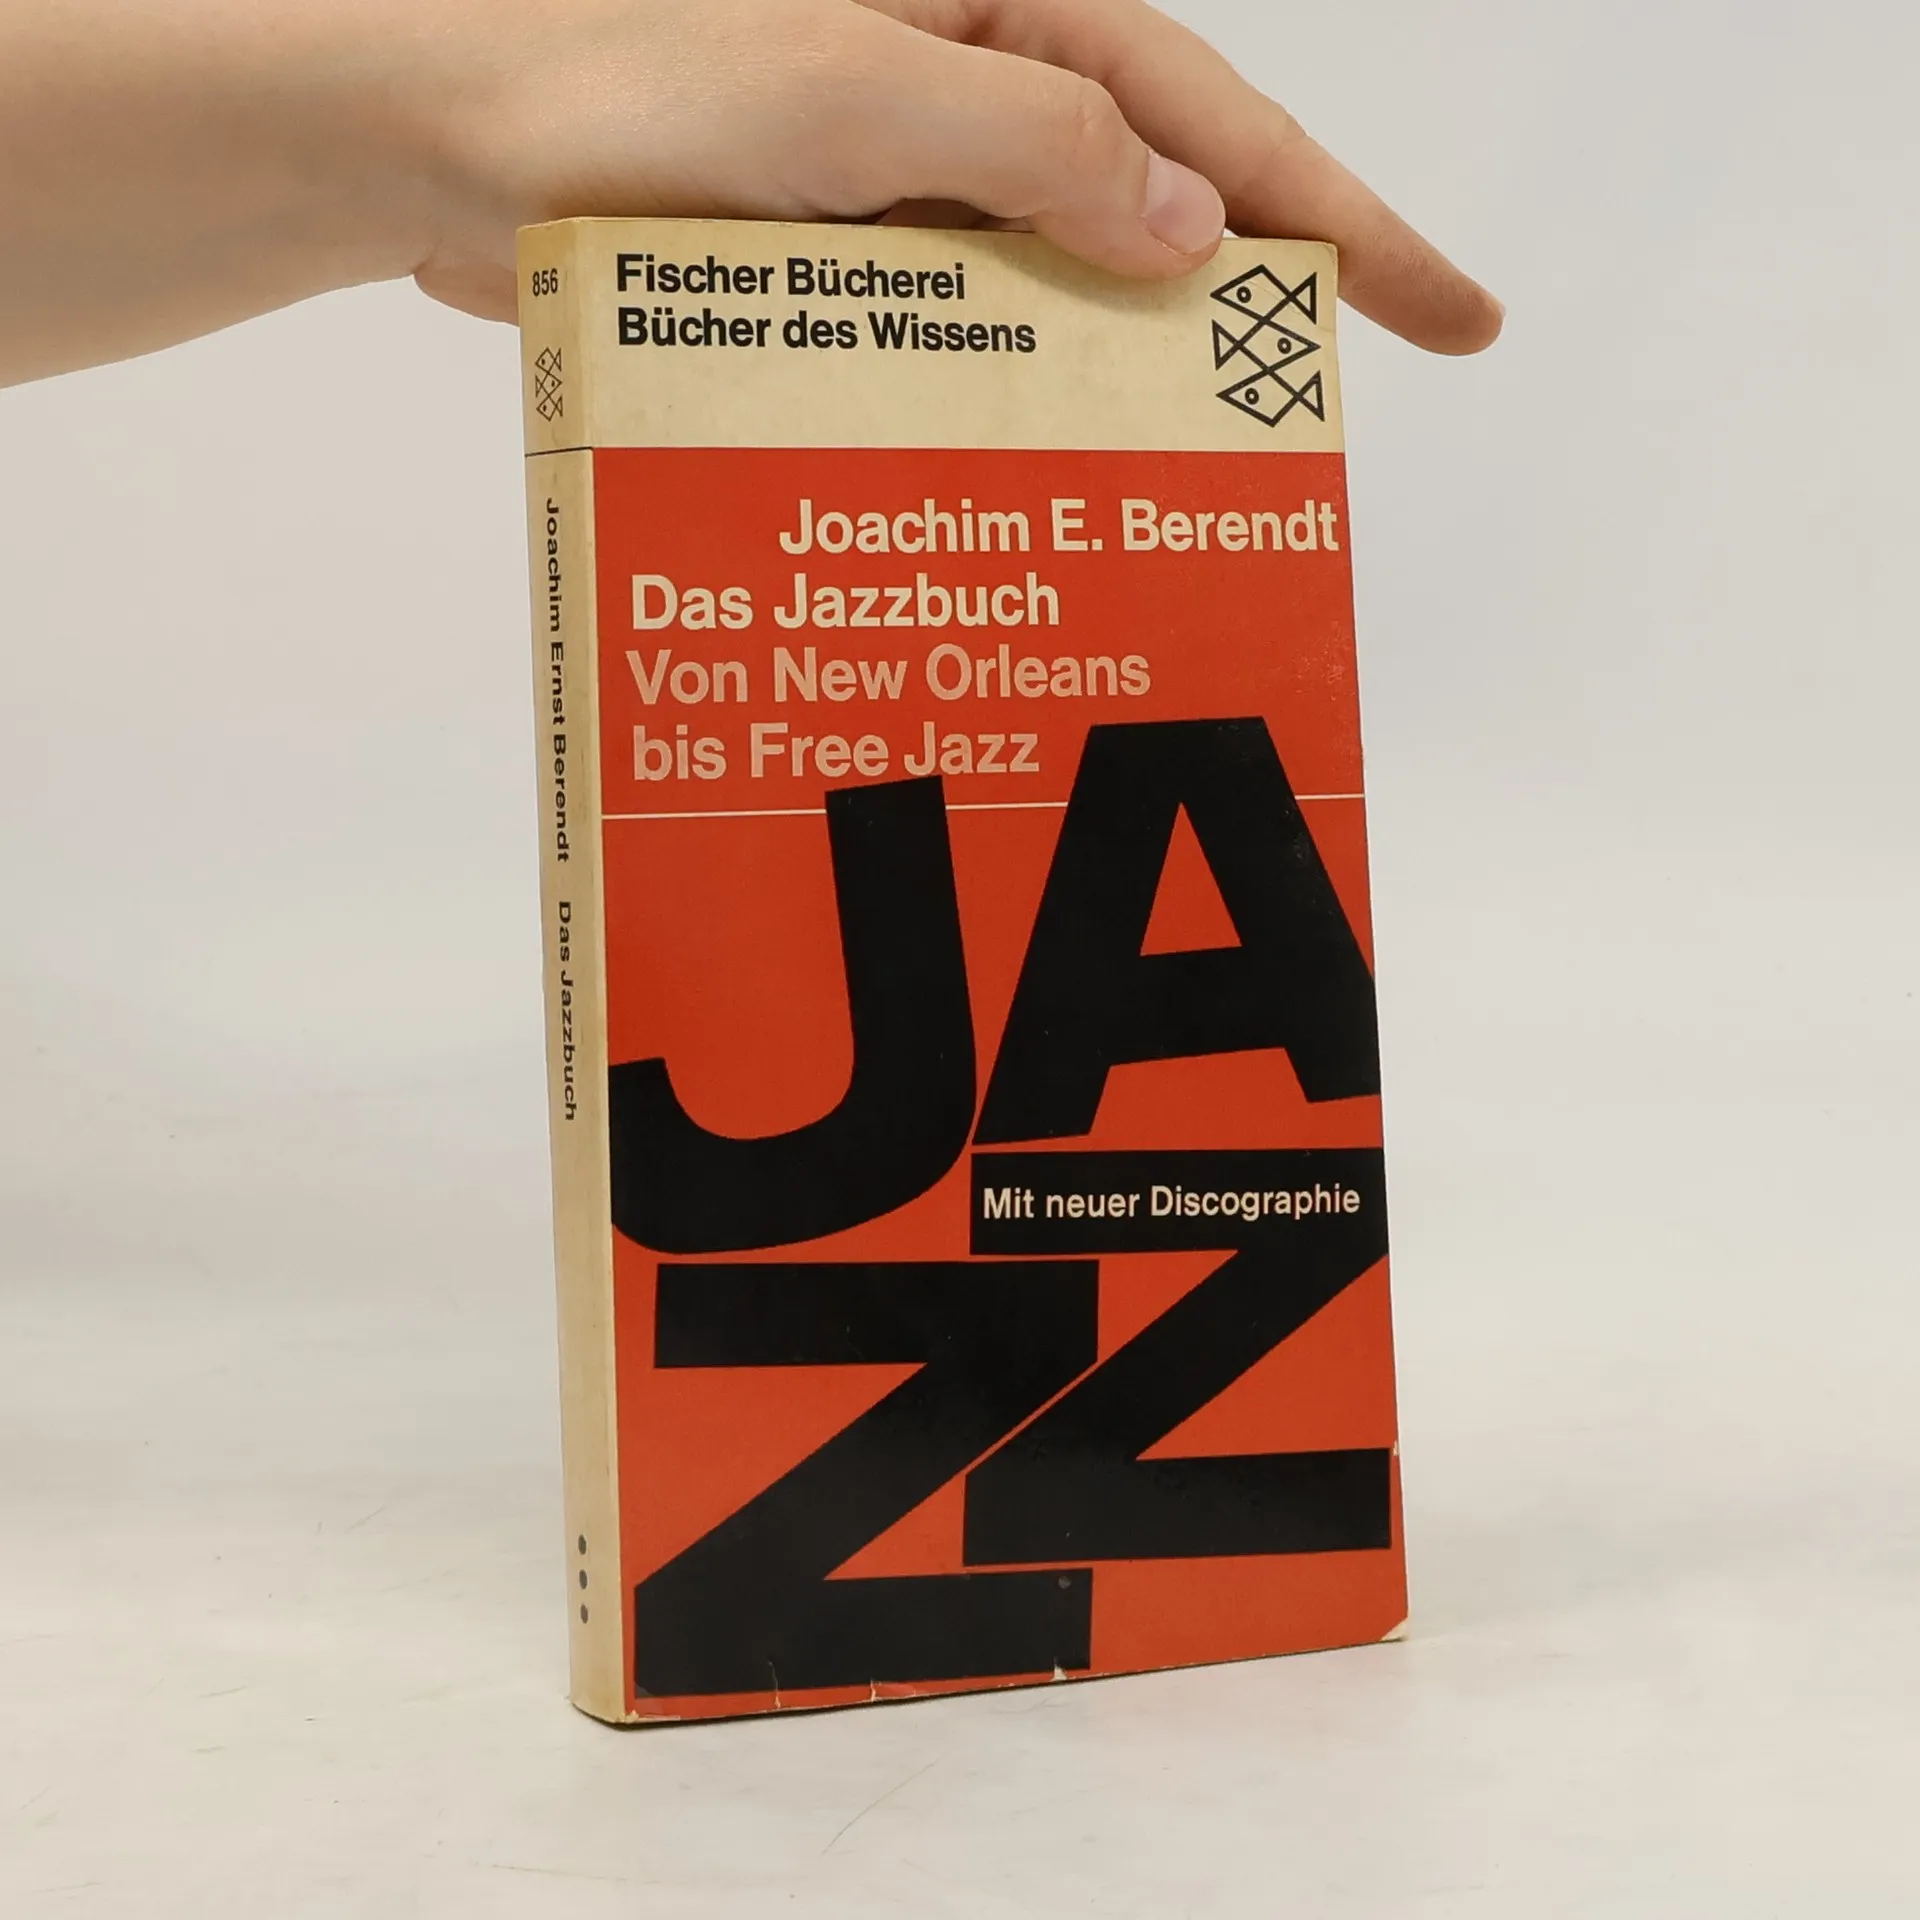 856
Joachim Ernst Berendt Das Jazzbuch
Fischer Bücherei
Bücher des Wissens
Joachim E. Berendt
Das Jazzbuch
Von New Orleans
bis Free Jazz
JA
Mit neuer Discographie
ZZ